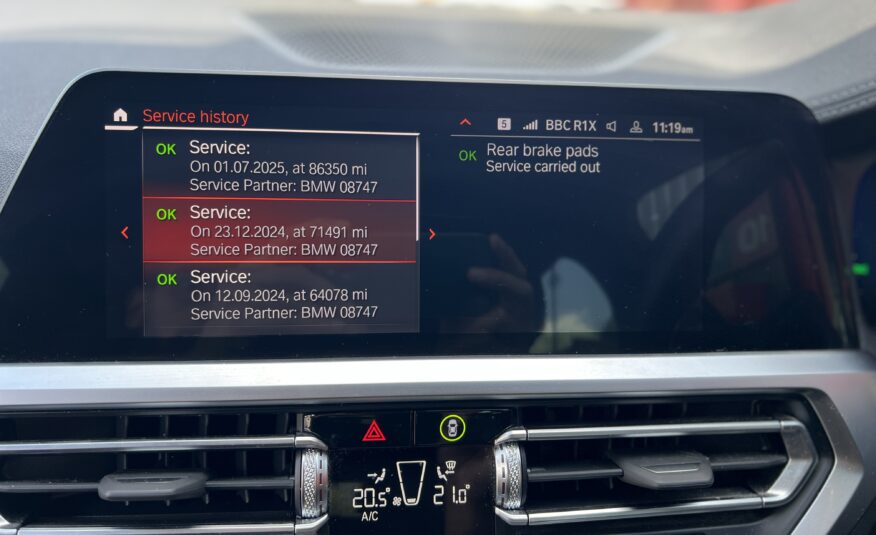 Service history
5 BBC R1X 11:19am
OK Service:
On 01.07.2025, at 86350 mi
Service Partner: BMW 08747
OK Service:
On 23.12.2024, at 71491 mi
Service Partner: BMW 08747
OK Service:
On 12.09.2024, at 64078 mi
Service Partner: BMW 08747
OK Rear brake pads
Service carried out
20.5° 21.0°
A/C